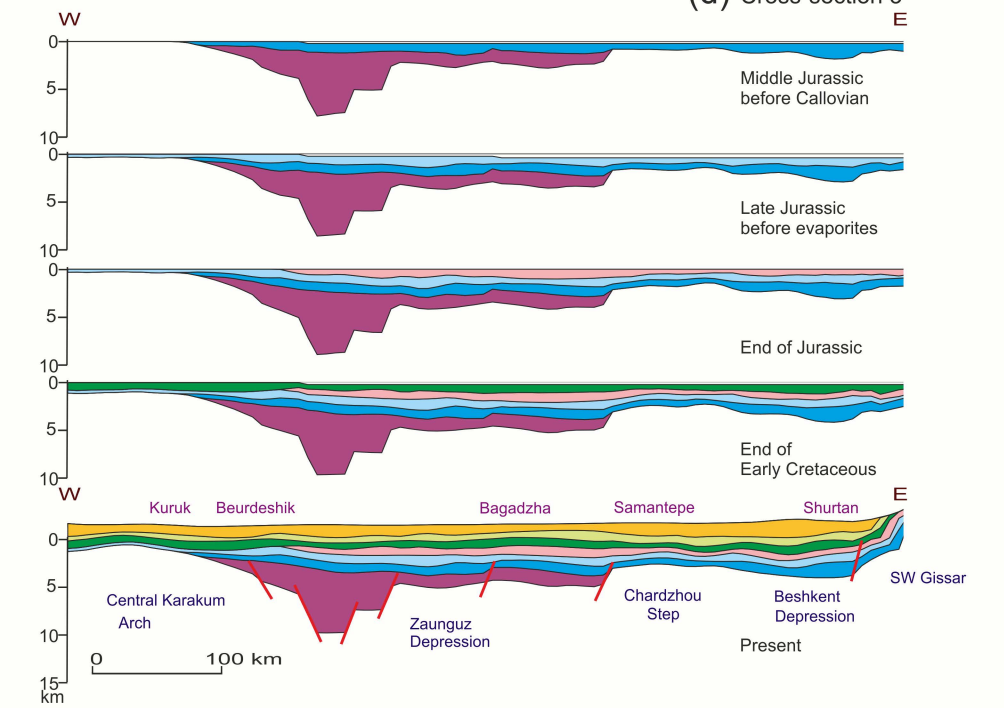 (d) Cross-section 3
W E
0
5
10
Middle Jurassic
before Callovian
0
5
10
Late Jurassic
before evaporites
0
5
10
End of Jurassic
0
5
10
End of
Early Cretaceous
W E
Kuruk Beurdeshik Bagadzha Samantepe Shurtan
0
5
10
15
km
Central Karakum
Arch
Zaunguz
Depression
Chardzhou
Step
Beshkent
Depression
SW Gissar
Present
0 100 km